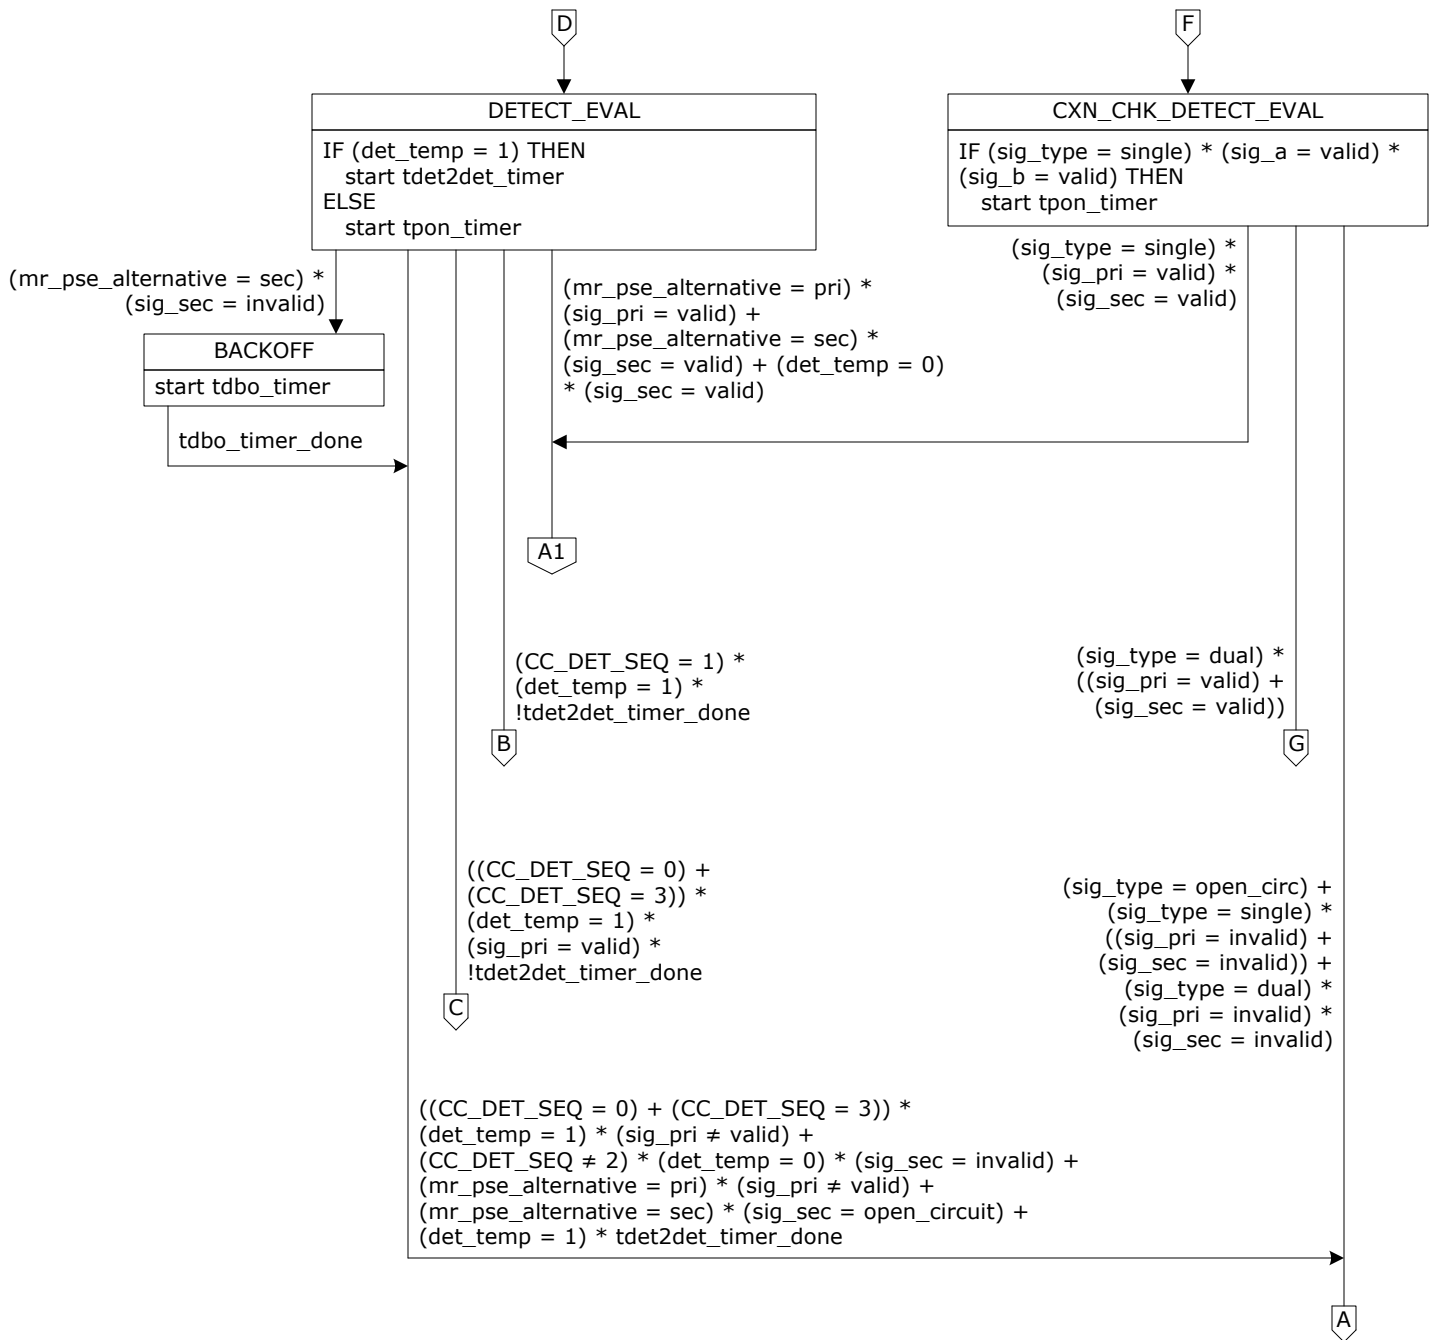 D
F
DETECT_EVAL
IF (det_temp = 1) THEN
start tdet2det_timer
ELSE
start tpon_timer
CXN_CHK_DETECT_EVAL
IF (sig_type = single) * (sig_a = valid) *
(sig_b = valid) THEN
start tpon_timer
(mr_pse_alternative = sec) *
(sig_sec = invalid)
(mr_pse_alternative = pri) *
(sig_pri = valid) +
(mr_pse_alternative = sec) *
(sig_sec = valid) + (det_temp = 0)
* (sig_sec = valid)
(sig_type = single) *
(sig_pri = valid) *
(sig_sec = valid)
BACKOFF
start tdbo_timer
tdbo_timer_done
A1
(CC_DET_SEQ = 1) *
(det_temp = 1) *
!tdet2det_timer_done
B
(sig_type = dual) *
((sig_pri = valid) +
(sig_sec = valid))
G
((CC_DET_SEQ = 0) +
(CC_DET_SEQ = 3)) *
(det_temp = 1) *
(sig_pri = valid) *
!tdet2det_timer_done
C
(sig_type = open_circ) +
(sig_type = single) *
((sig_pri = invalid) +
(sig_sec = invalid)) +
(sig_type = dual) *
(sig_pri = invalid) *
(sig_sec = invalid)
((CC_DET_SEQ = 0) + (CC_DET_SEQ = 3)) *
(det_temp = 1) * (sig_pri ≠ valid) +
(CC_DET_SEQ ≠ 2) * (det_temp = 0) * (sig_sec = invalid) +
(mr_pse_alternative = pri) * (sig_pri ≠ valid) +
(mr_pse_alternative = sec) * (sig_sec = open_circuit) +
(det_temp = 1) * tdet2det_timer_done
A